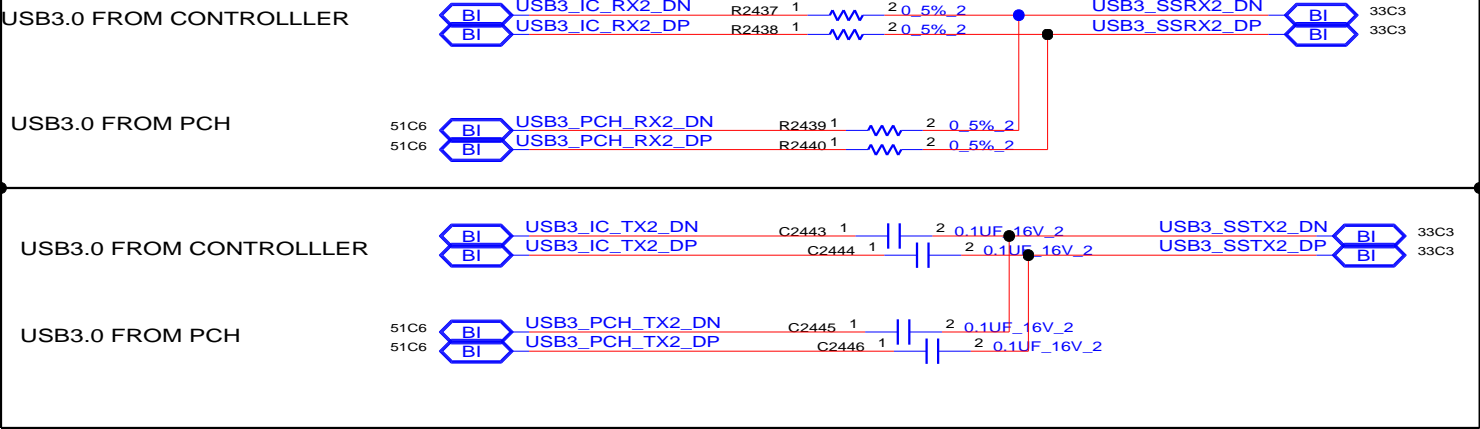 USB3.0 FROM CONTROLLLER
BI USB3_IC_RX2_DN R2437 1 2 0_5%_2 USB3_SSRX2_DN BI 33C3
BI USB3_IC_RX2_DP R2438 1 2 0_5%_2 USB3_SSRX2_DP BI 33C3
USB3.0 FROM PCH
51C6 BI USB3_PCH_RX2_DN R2439 1 2 0_5%_2
51C6 BI USB3_PCH_RX2_DP R2440 1 2 0_5%_2
USB3.0 FROM CONTROLLLER
BI USB3_IC_TX2_DN C2443 1 2 0.1UF_16V_2 USB3_SSTX2_DN BI 33C3
BI USB3_IC_TX2_DP C2444 1 2 0.1UF_16V_2 USB3_SSTX2_DP BI 33C3
USB3.0 FROM PCH
51C6 BI USB3_PCH_TX2_DN C2445 1 2 0.1UF_16V_2
51C6 BI USB3_PCH_TX2_DP C2446 1 2 0.1UF_16V_2